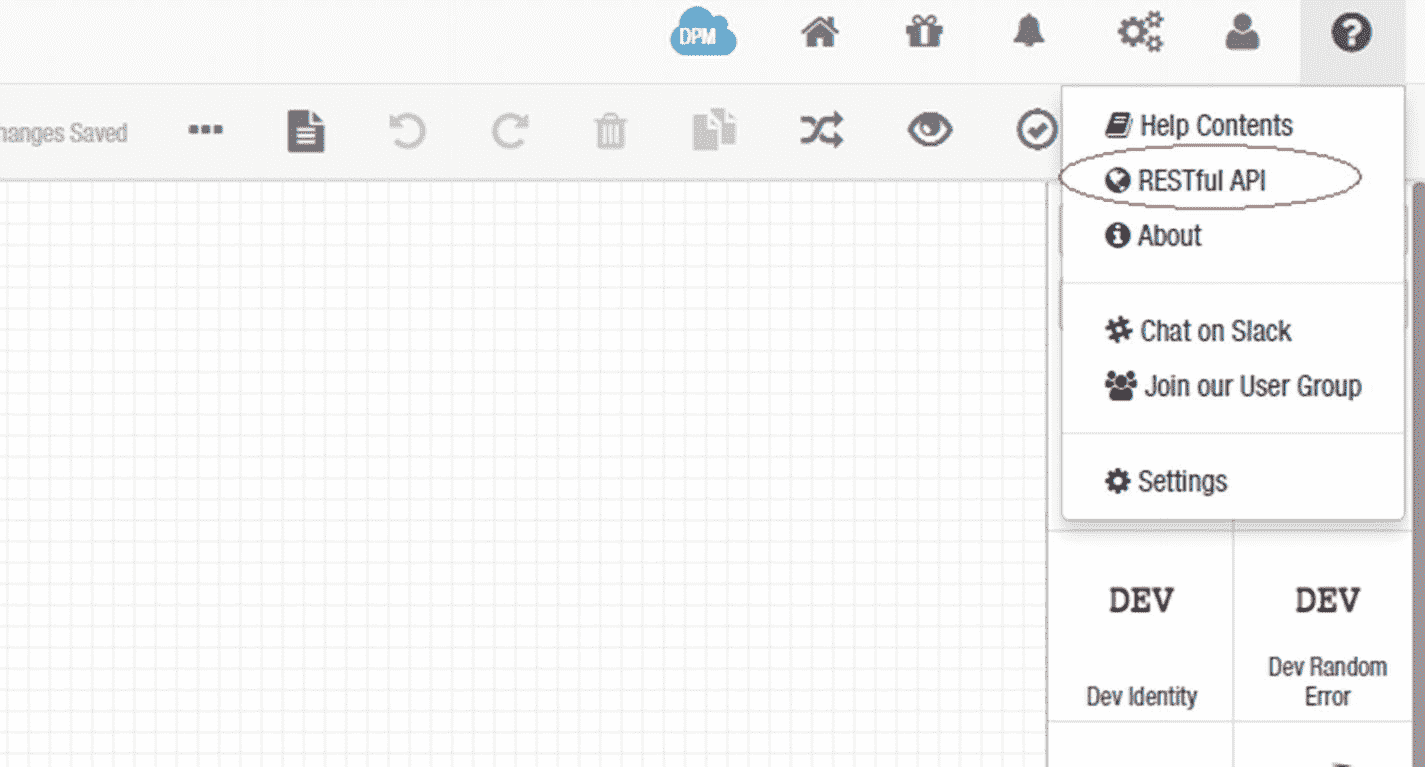 DPM
hanges Saved
Help Contents
RESTful API
About
Chat on Slack
Join our User Group
Settings
DEV
DEV
Dev Identity
Dev Random
Error